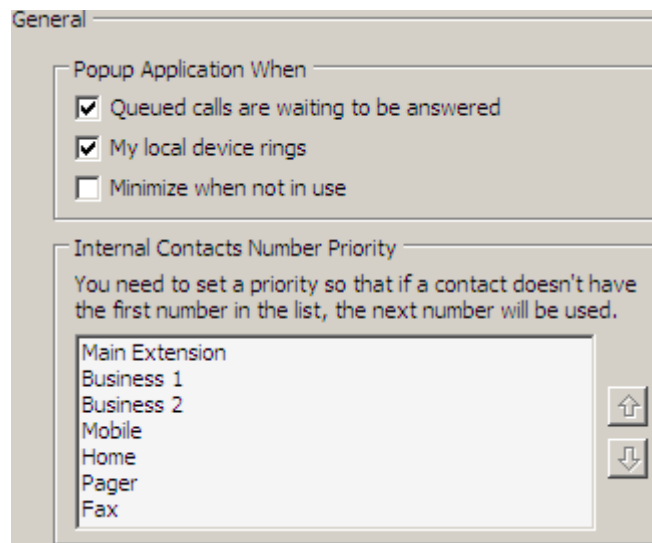 General
Popup Application When
Queued calls are waiting to be answered
My local device rings
Minimize when not in use
Internal Contacts Number Priority
You need to set a priority so that if a contact doesn't have
the first number in the list, the next number will be used.
Main Extension
Business 1
Business 2
Mobile
Home
Pager
Fax